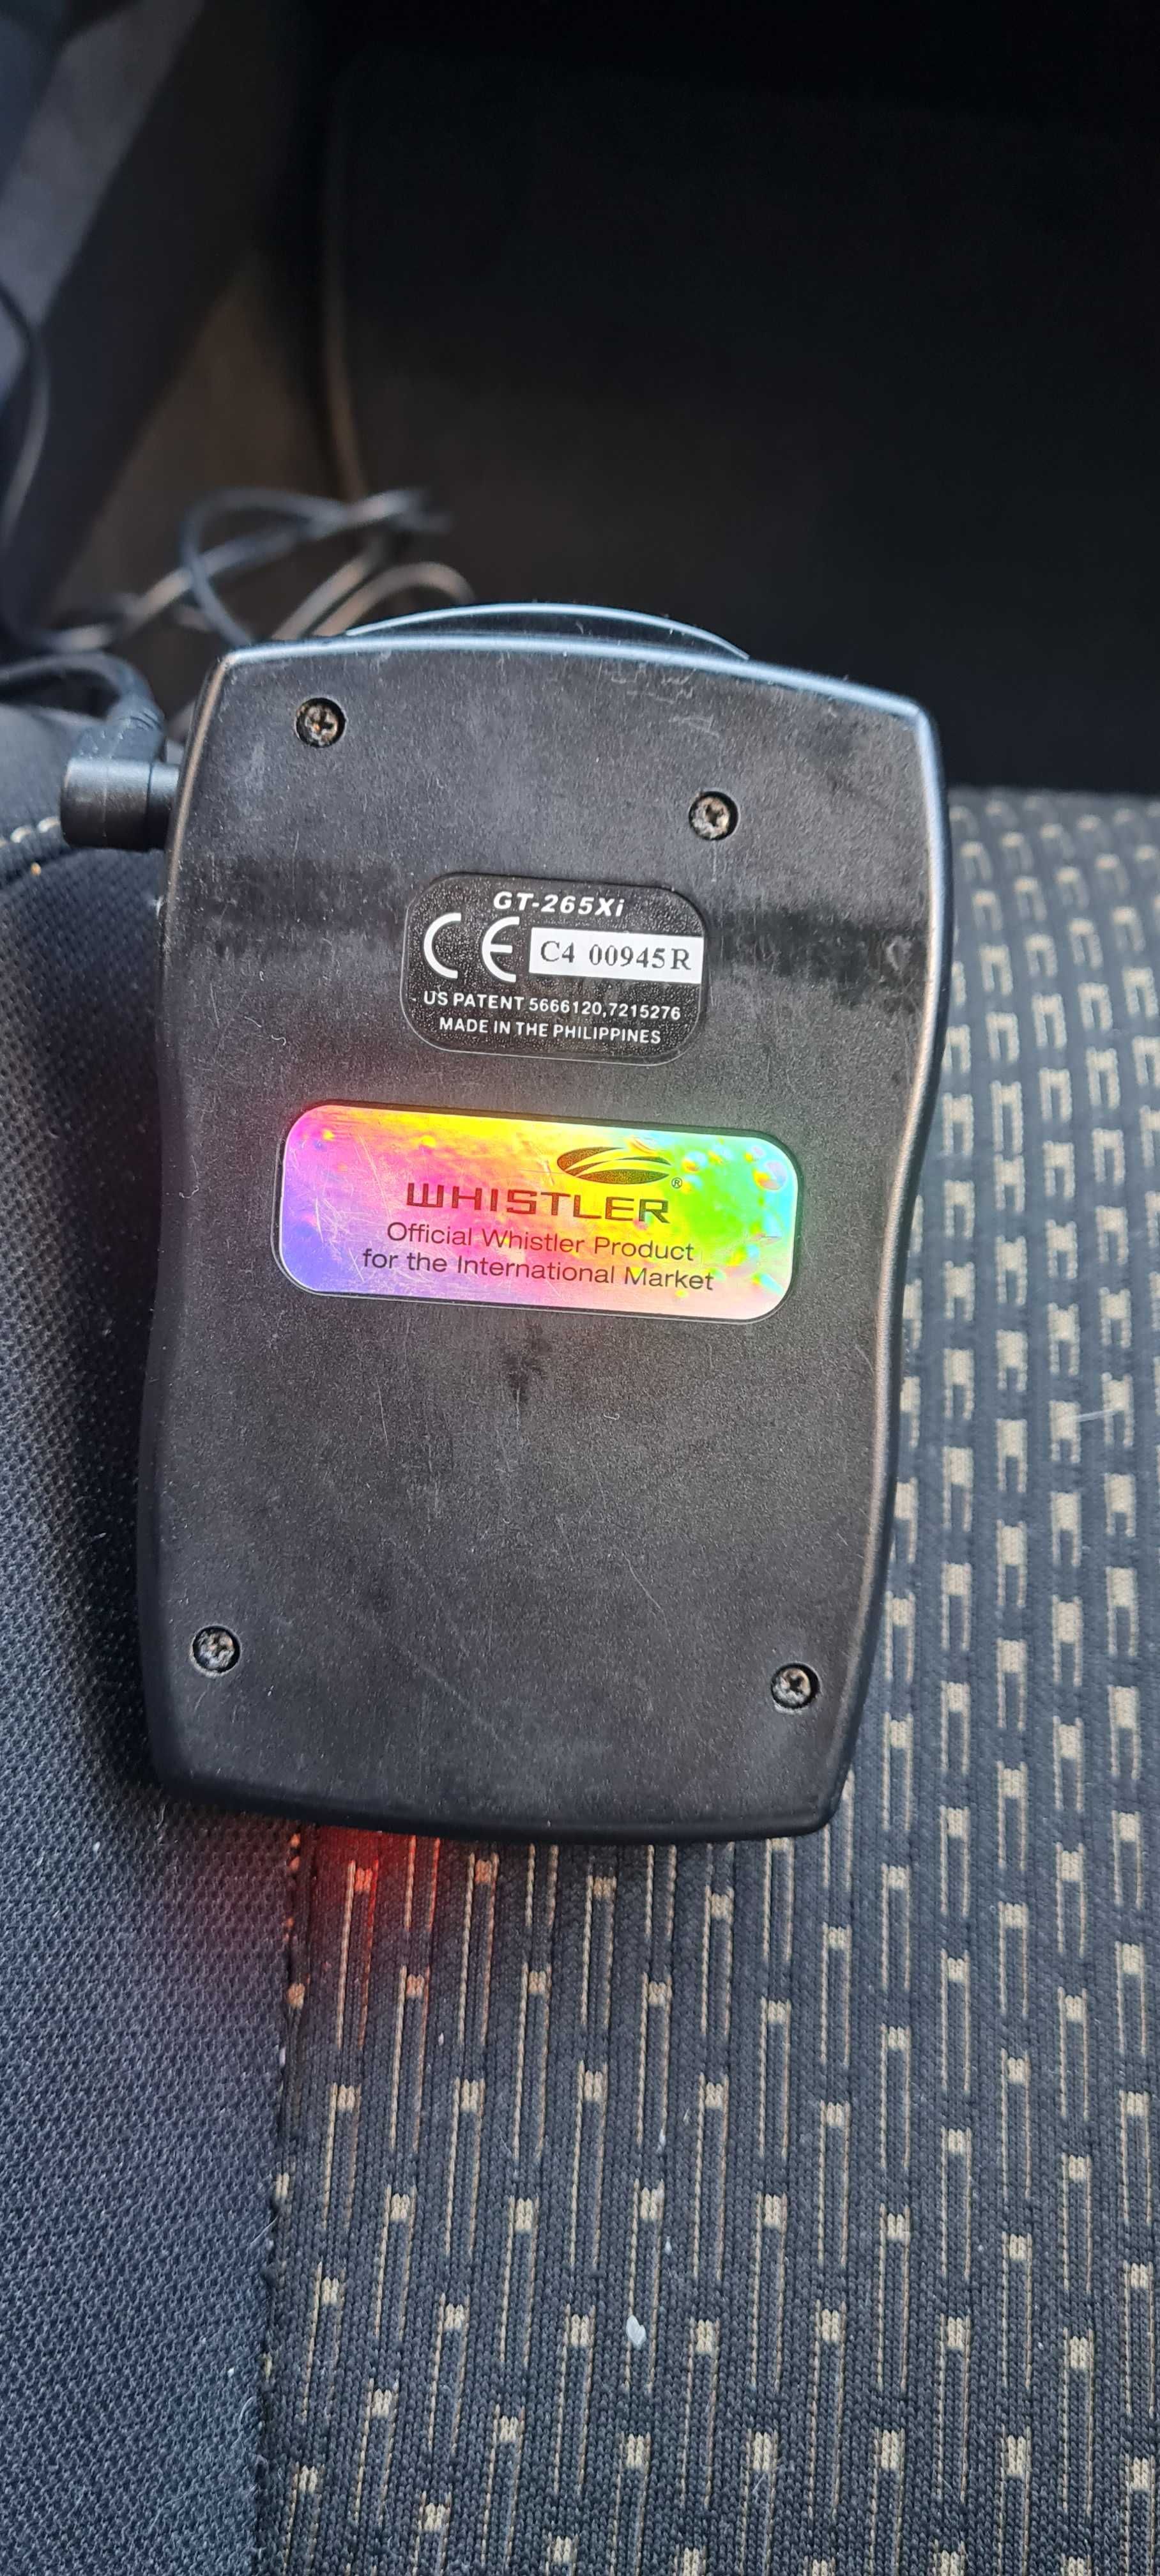 GT-265Xi
CE C4 00945R
US PATENT 5666120,7215276
MADE IN THE PHILIPPINES
®
WHISTLER
Official Whistler Product
for the International Market